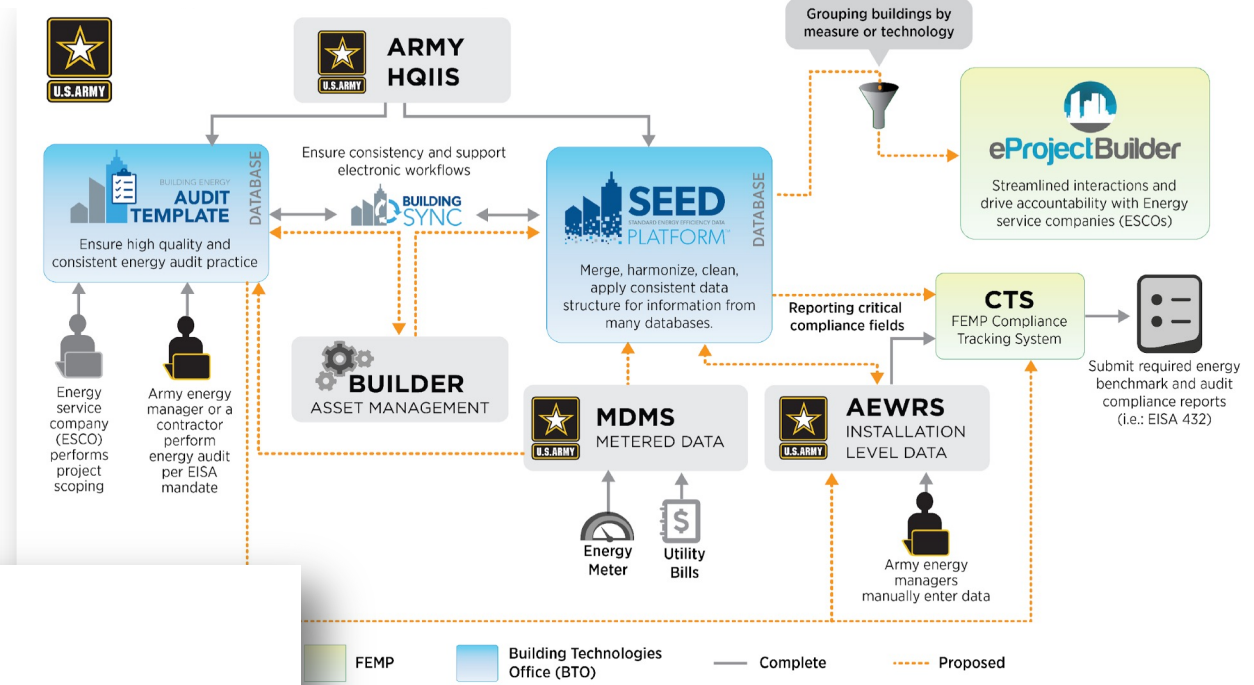 U.S.ARMY
U.S.ARMY
ARMY
HQIIS
Grouping buildings by
measure or technology
eProjectBuilder
Streamlined interactions and
drive accountability with Energy
service companies (ESCOs)
BUILDING ENERGY
AUDIT
TEMPLATE
DATABASE
Ensure high quality and
consistent energy audit practice
Ensure consistency and support
electronic workflows
BUILDING
SYNC
SEED
STANDARD ENERGY EFFICIENCY DATA
PLATFORM™
DATABASE
Merge, harmonize, clean,
apply consistent data
structure for information from
many databases.
Reporting critical
compliance fields
CTS
FEMP Compliance
Tracking System
Submit required energy
benchmark and audit
compliance reports
(i.e.: EISA 432)
Energy
service
company
(ESCO)
performs
project
scoping
Army energy
manager or a
contractor
perform
energy audit
per EISA
mandate
BUILDER
ASSET MANAGEMENT
U.S.ARMY
MDMS
METERED DATA
U.S.ARMY
AEWRS
INSTALLATION
LEVEL DATA
$
Energy
Meter
Utility
Bills
Army energy
managers
manually enter data
FEMP
Building Technologies
Office (BTO)
Complete
Proposed